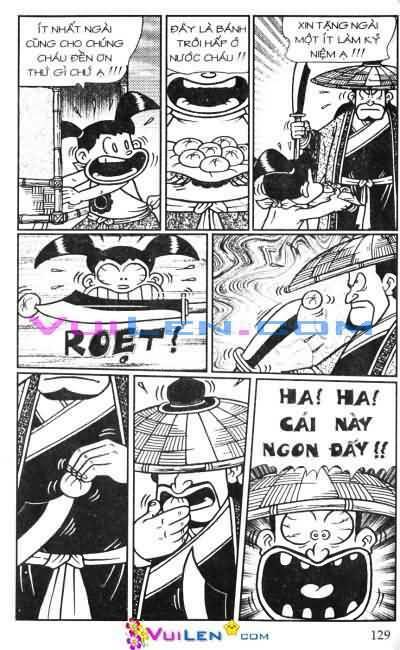 ÍT NHẤT NGÀI
CŨNG CHO CHÚNG
CHÁU ĐỀN ƠN
THỨ GÌ CHỨ Ạ !!!
ĐÂY LÀ BÁNH
TRÔI HẤP Ở
NƯỚC CHÁU !!
XIN TẶNG NGÀI
MỘT ÍT LÀM KỶ
NIỆM Ạ !!!
ROẸT!
VUILEN.COM
HA! HA!
CÁI NÀY
NGON ĐẤY!!
129
VUILEN.COM